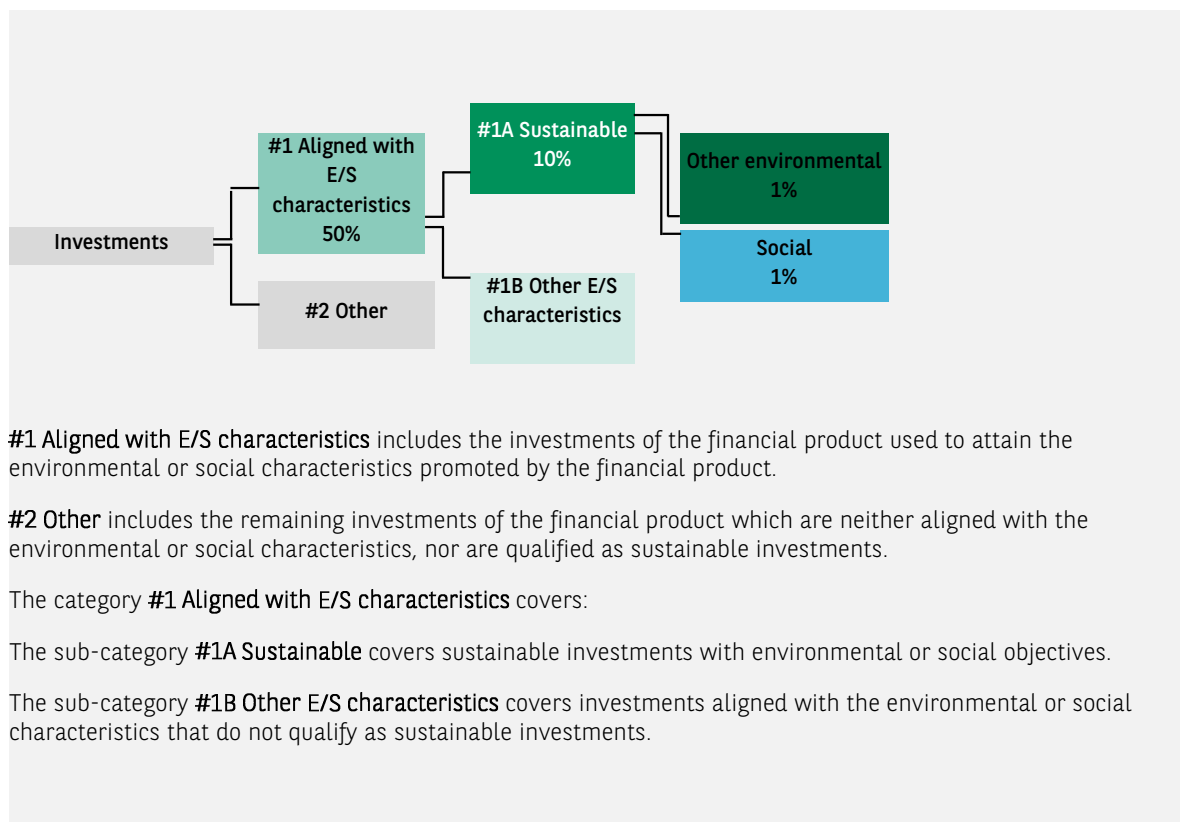 #1A Sustainable
10%
#1 Aligned with
E/S
characteristics
50%
Other environmental
1%
Investments
Social
1%
#1B Other E/S
characteristics
#2 Other
#1 Aligned with E/S characteristics includes the investments of the financial product used to attain the
environmental or social characteristics promoted by the financial product.
#2 Other includes the remaining investments of the financial product which are neither aligned with the
environmental or social characteristics, nor are qualified as sustainable investments.
The category #1 Aligned with E/S characteristics covers:
The sub-category #1A Sustainable covers sustainable investments with environmental or social objectives.
The sub-category #1B Other E/S characteristics covers investments aligned with the environmental or social
characteristics that do not qualify as sustainable investments.